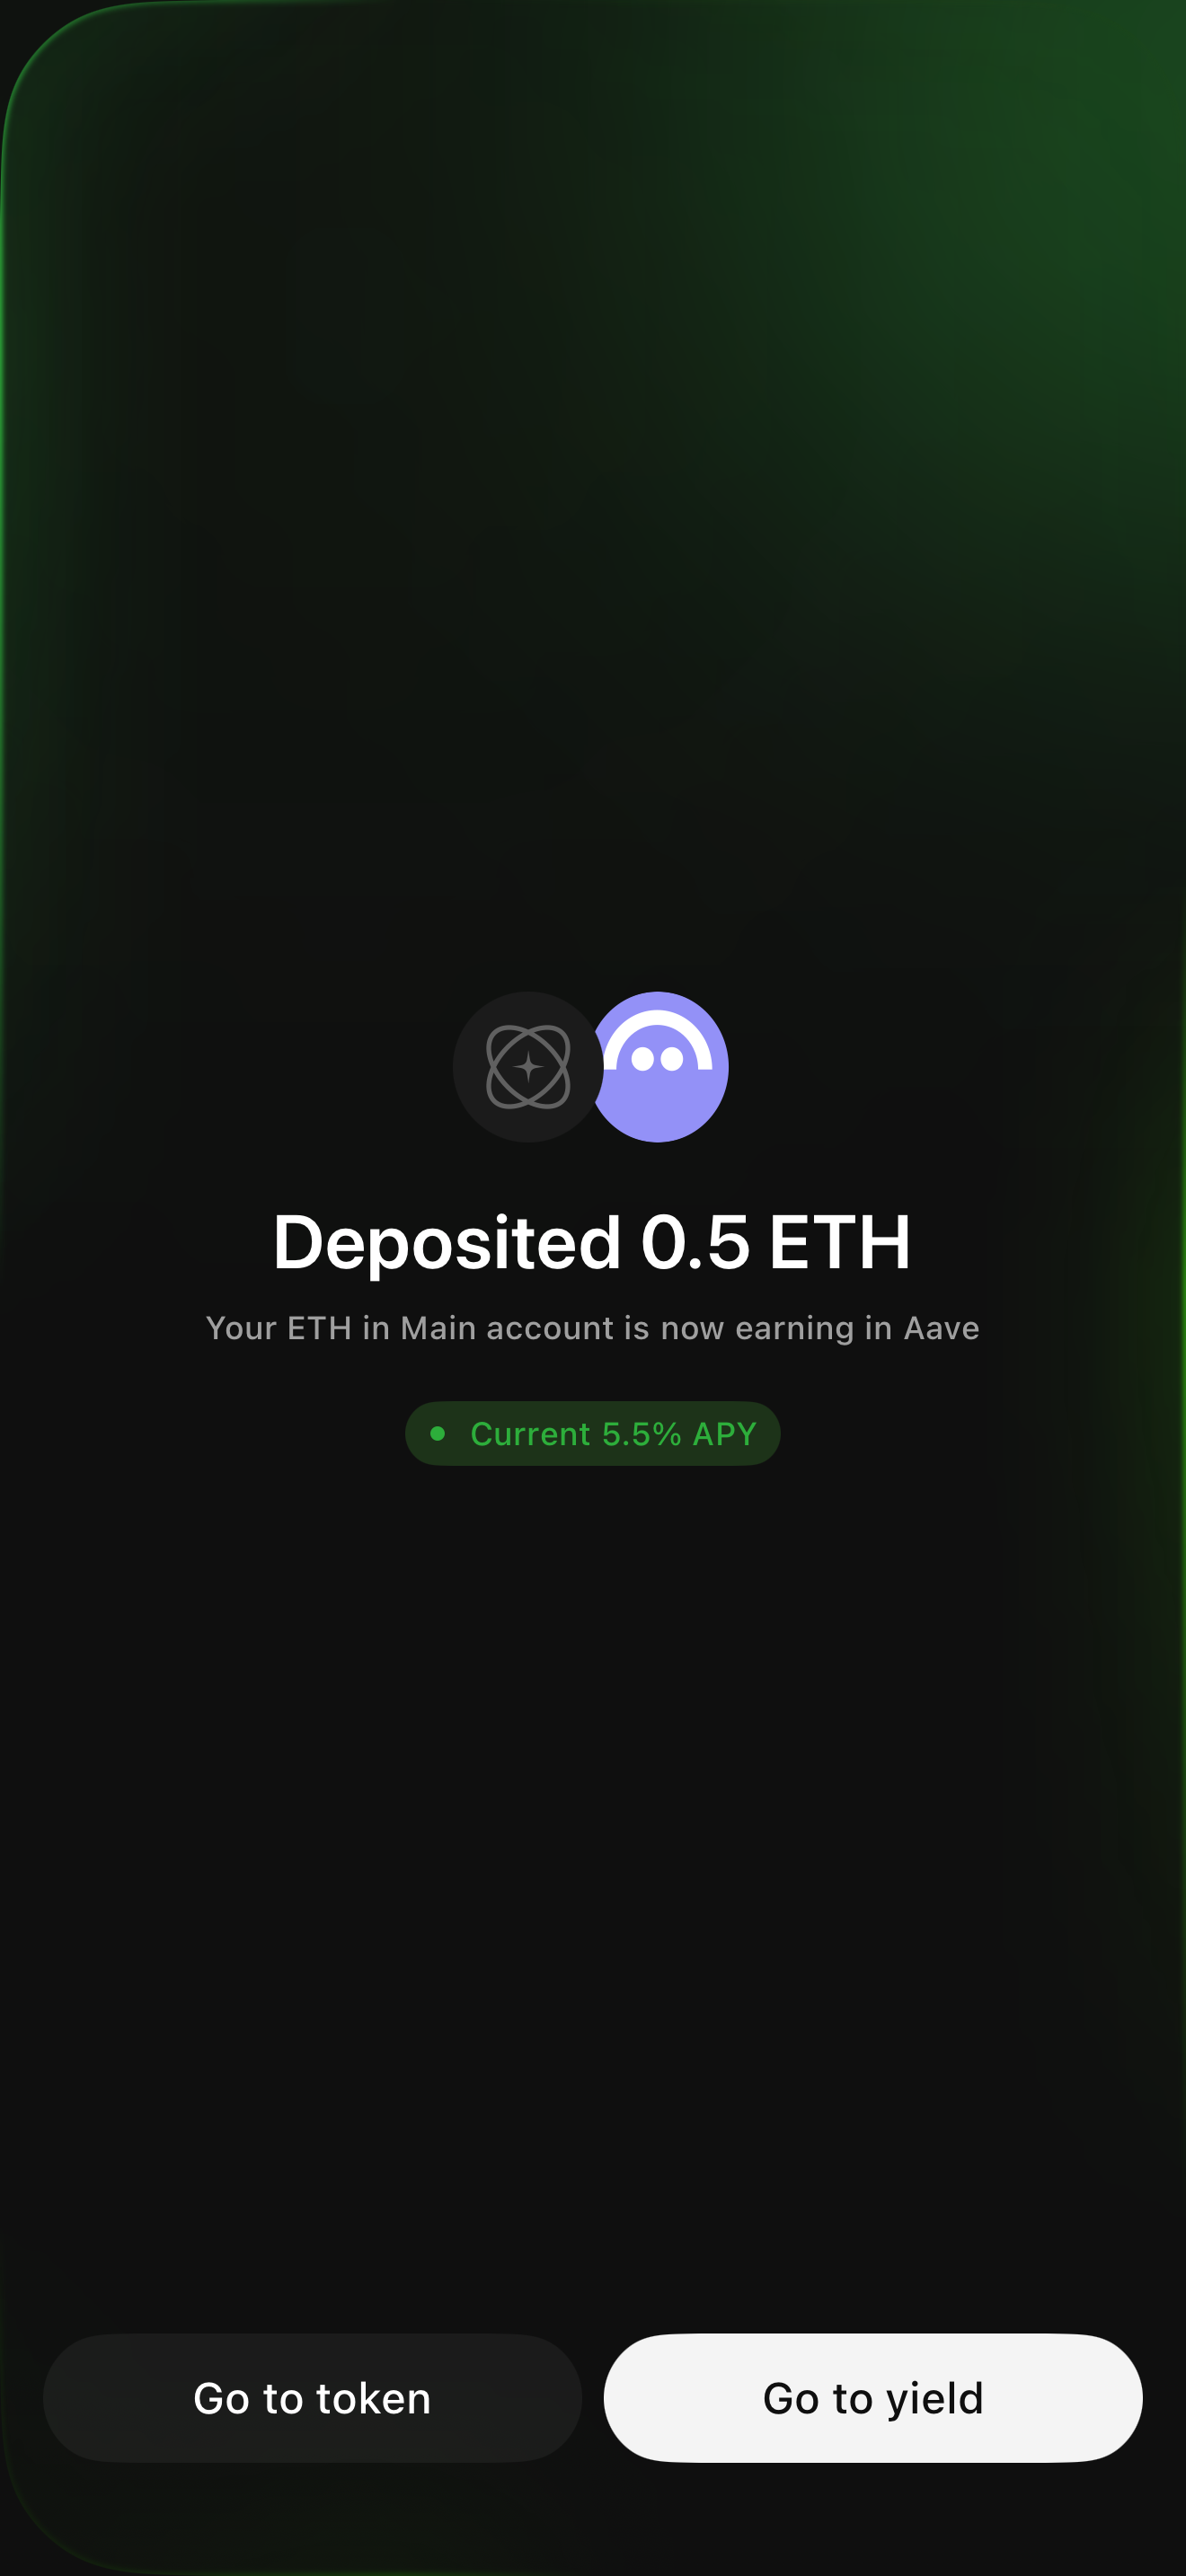 Deposited 0.5 ETH
Your ETH in Main account is now earning in Aave
Current 5.5% APY
Go to token
Go to yield